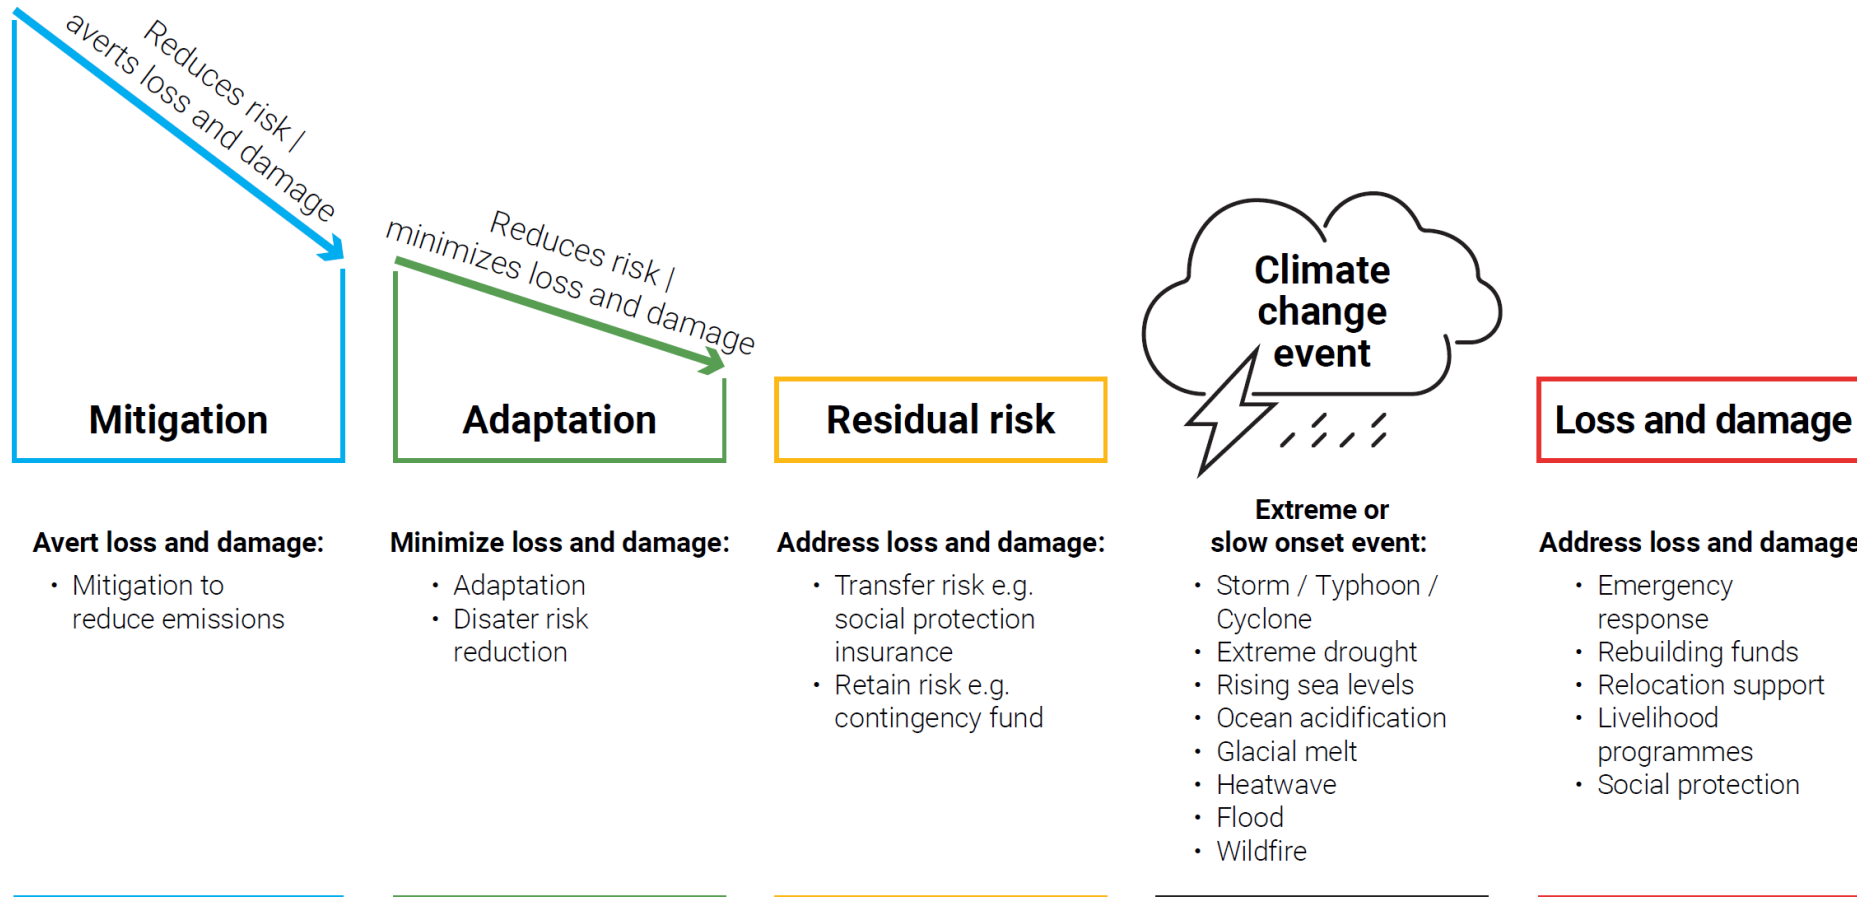 Reduces risk |
averts loss and damage
Reduces risk |
minimizes loss and damage
Mitigation
Adaptation
Residual risk
Climate
change
event
Loss and damage
Avert loss and damage:
• Mitigation to
reduce emissions
Minimize loss and damage:
• Adaptation
• Disater risk
reduction
Address loss and damage:
• Transfer risk e.g.
social protection
insurance
• Retain risk e.g.
contingency fund
Extreme or
slow onset event:
• Storm / Typhoon /
Cyclone
• Extreme drought
• Rising sea levels
• Ocean acidification
• Glacial melt
• Heatwave
• Flood
• Wildfire
Address loss and damage
• Emergency
response
• Rebuilding funds
• Relocation support
• Livelihood
programmes
• Social protection